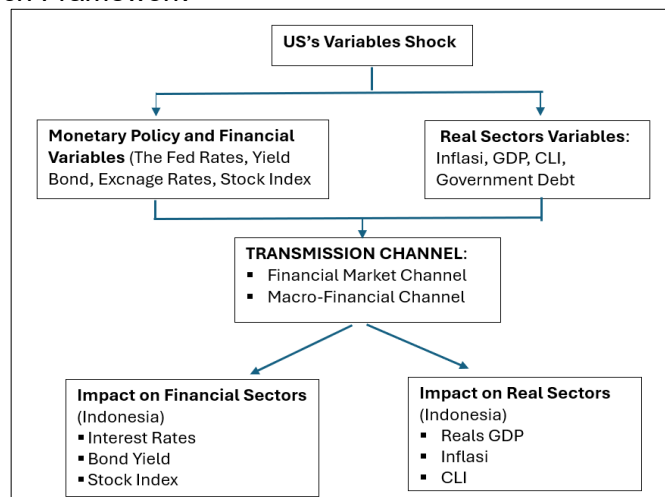 US's Variables Shock
Monetary Policy and Financial
Variables (The Fed Rates, Yield
Bond, Excnage Rates, Stock Index
Real Sectors Variables:
Inflasi, GDP, CLI,
Government Debt
TRANSMISSION CHANNEL:
▪ Financial Market Channel
▪ Macro-Financial Channel
Impact on Financial Sectors
(Indonesia)
▪ Interest Rates
▪ Bond Yield
▪ Stock Index
Impact on Real Sectors
(Indonesia)
▪ Reals GDP
▪ Inflasi
▪ CLI